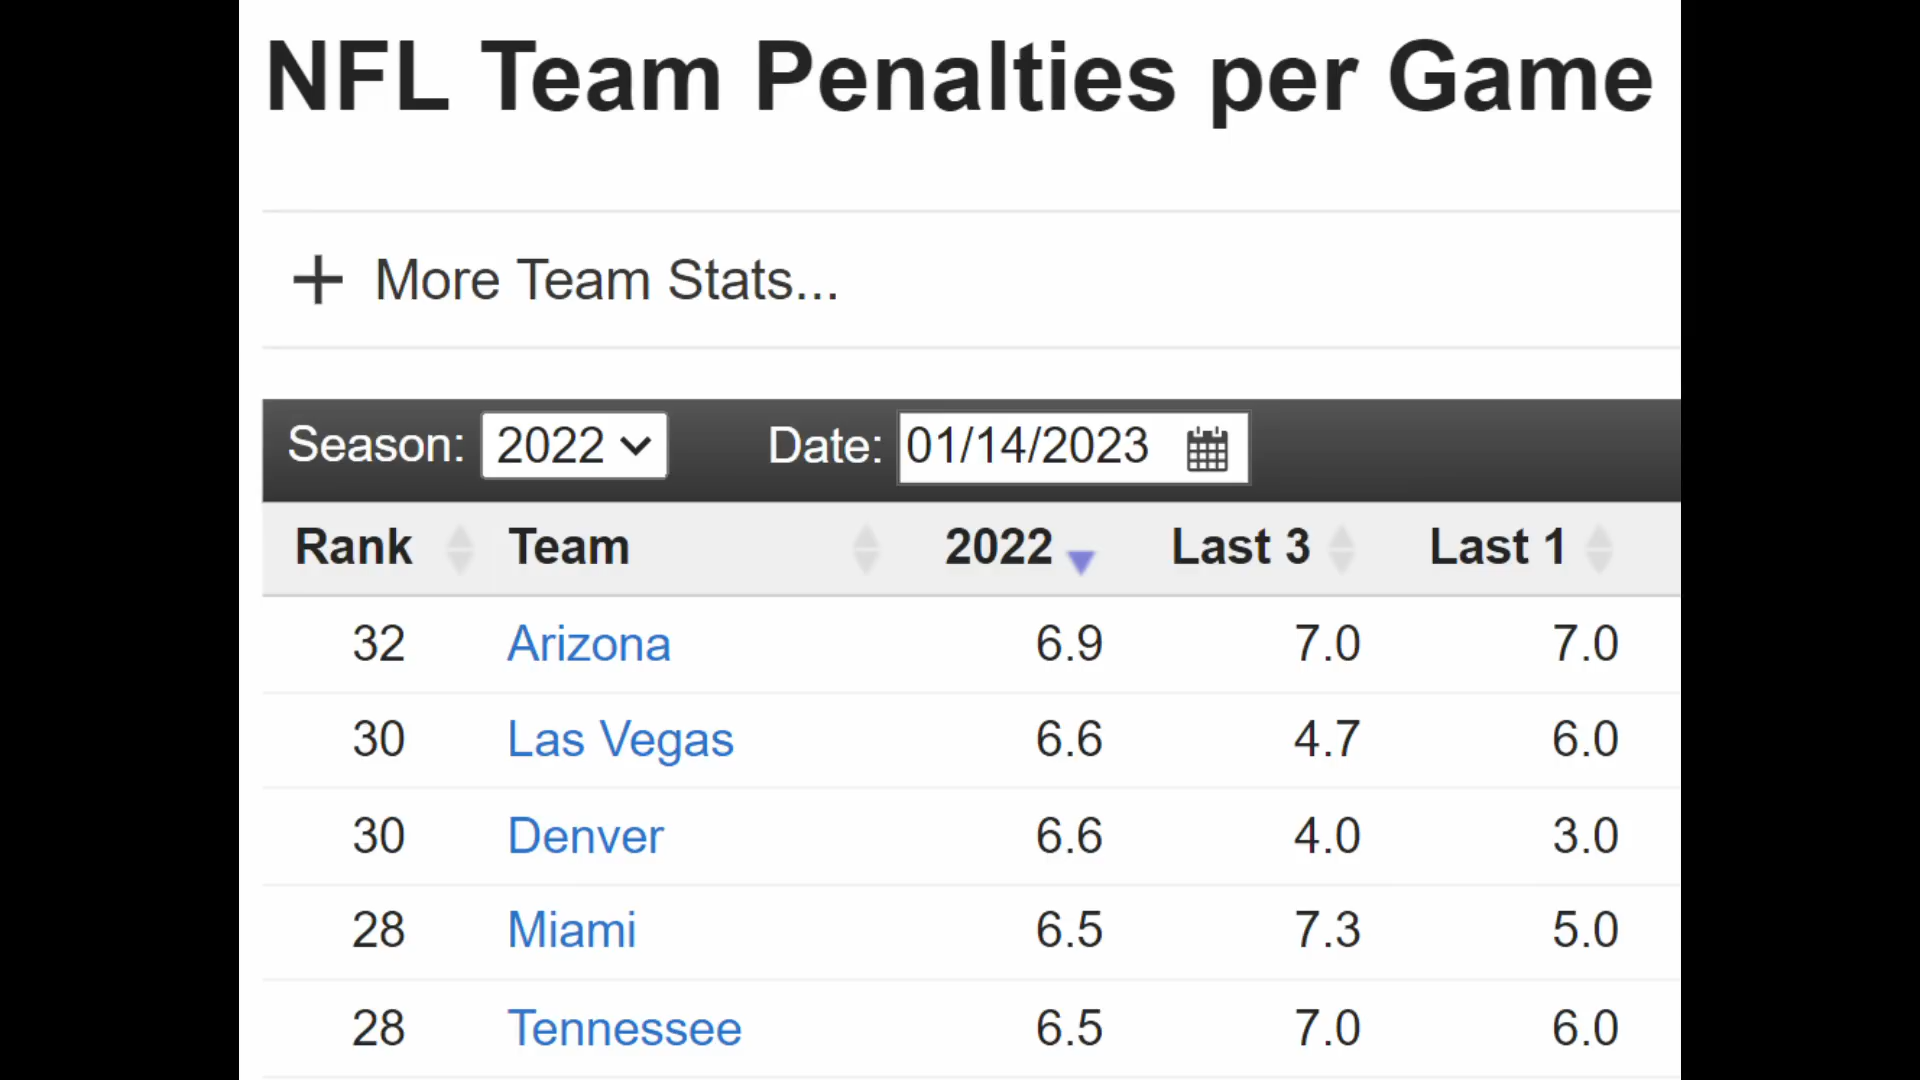 NFL Team Penalties per Game
+ More Team Stats...
Season: 2022 Date: 01/14/2023
Rank Team 2022 Last 3 Last 1
32 Arizona 6.9 7.0 7.0
30 Las Vegas 6.6 4.7 6.0
30 Denver 6.6 4.0 3.0
28 Miami 6.5 7.3 5.0
28 Tennessee 6.5 7.0 6.0